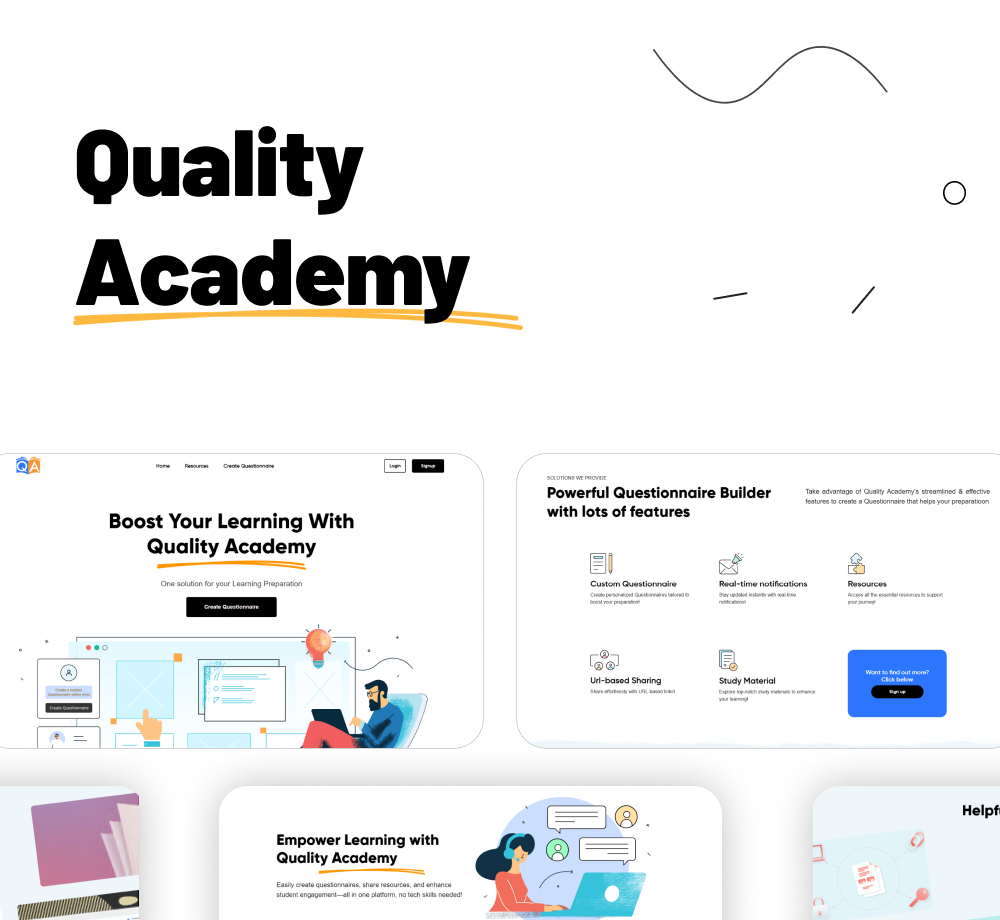 Quality
Academy
QA
Home Resources Create Questionnaire
Login Signup
Boost Your Learning With
Quality Academy
One solution for your Learning Preparation
Create Questionnaire
Create a custom
Questionnaire within mins
Create Questionnaire
SOLUTIONS WE PROVIDE
Powerful Questionnaire Builder
with lots of features
Take advantage of Quality Academy's streamlined & effective
features to create a Questionnaire that helps your preparatioon
Custom Questionnaire
Create personalized Questionnaires tailored to
boost your preparation!
Real-time notifications
Stay updated instantly with real-time
notifications!
Resources
Access all the essential resources to support
your journey!
Url-based Sharing
Share effortlessly with URL based links!
Study Material
Explore top-notch study materials to enhance
your learning!
Want to find out more?
Click below
Sign up
Empower Learning with
Quality Academy
Easily create questionnaires, share resources, and enhance
student engagement—all in one platform, no tech skills needed!
Helpfu